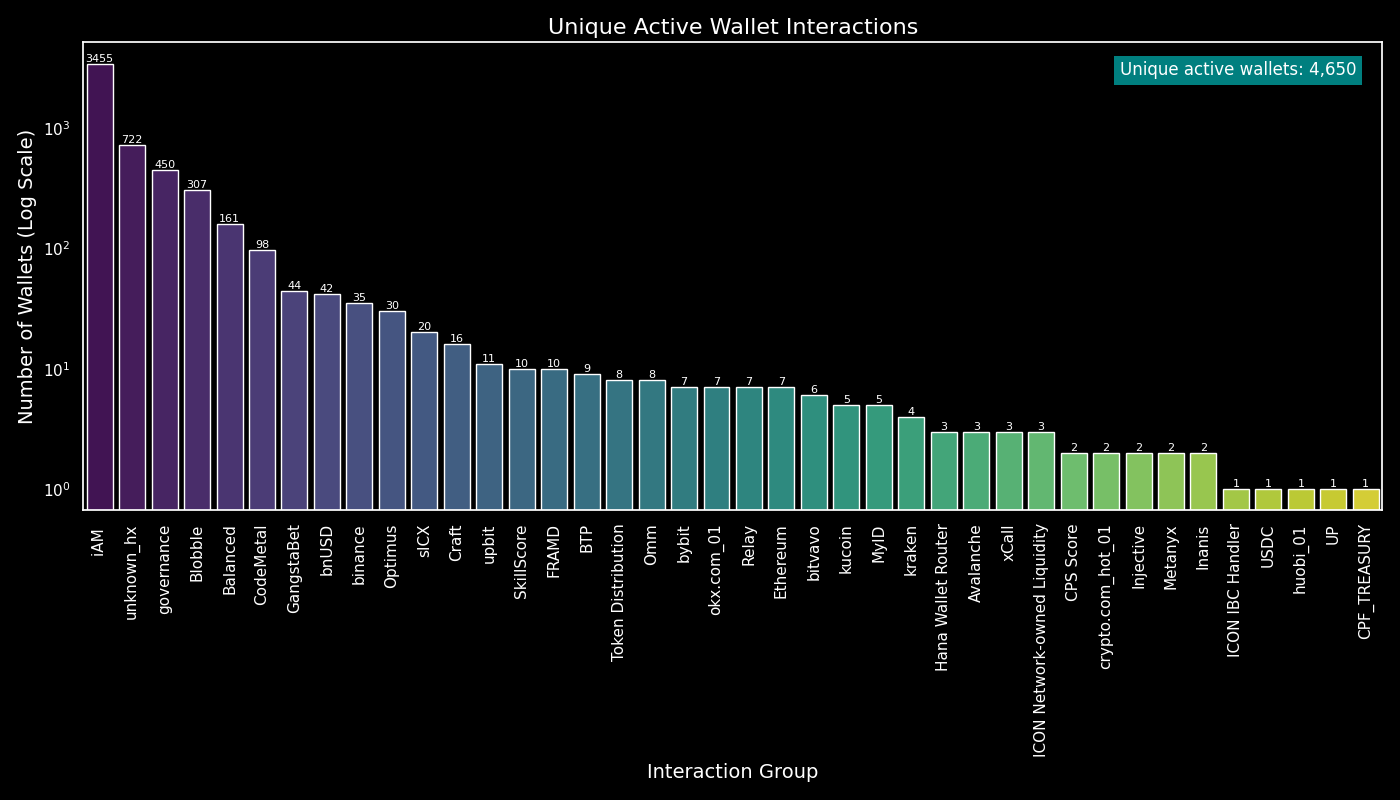 Unique Active Wallet Interactions
Unique active wallets: 4,650
Number of Wallets (Log Scale)
10³
10²
10¹
10⁰
3455
722
450
307
161
98
44
42
35
30
20
16
11
10
10
9
8
8
7
7
7
7
6
5
5
4
3
3
3
3
2
2
2
2
2
1
1
1
1
1
iAM
unknown_hx
governance
Blobble
Balanced
CodeMetal
GangstaBet
bnUSD
binance
Optimus
sICX
Craft
upbit
SkillScore
FRAMD
BTP
Token Distribution
Omm
bybit
okx.com_01
Relay
Ethereum
bitvavo
kucoin
MyID
kraken
Hana Wallet Router
Avalanche
xCall
ICON Network-owned Liquidity
CPS Score
crypto.com_hot_01
Injective
Metanyx
Inanis
ICON IBC Handler
USDC
huobi_01
UP
CPF_TREASURY
Interaction Group